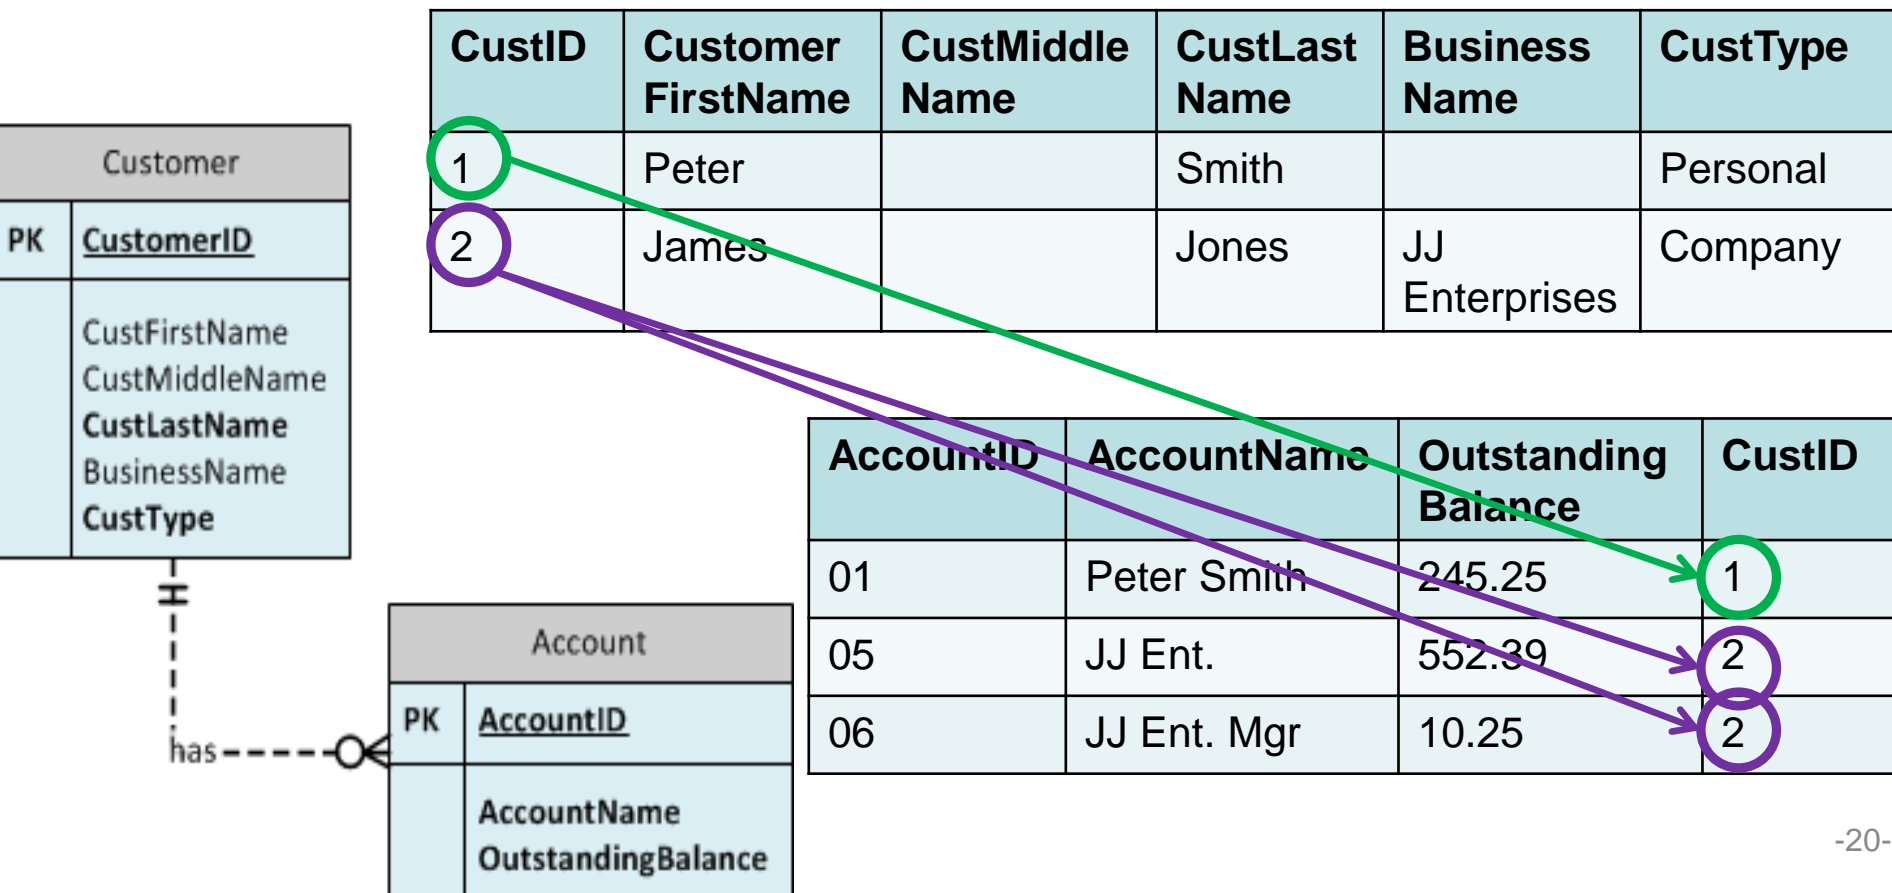 CustID Customer FirstName CustMiddle Name CustLast Name Business Name CustType
1 Peter Smith Personal
2 James Jones JJ Enterprises Company
Customer
PK CustomerID
CustFirstName
CustMiddleName
CustLastName
BusinessName
CustType
has
Account
PK AccountID
AccountName
OutstandingBalance
AccountID AccountName Outstanding Balance CustID
01 Peter Smith 245.25 1
05 JJ Ent. 552.39 2
06 JJ Ent. Mgr 10.25 2
-20-